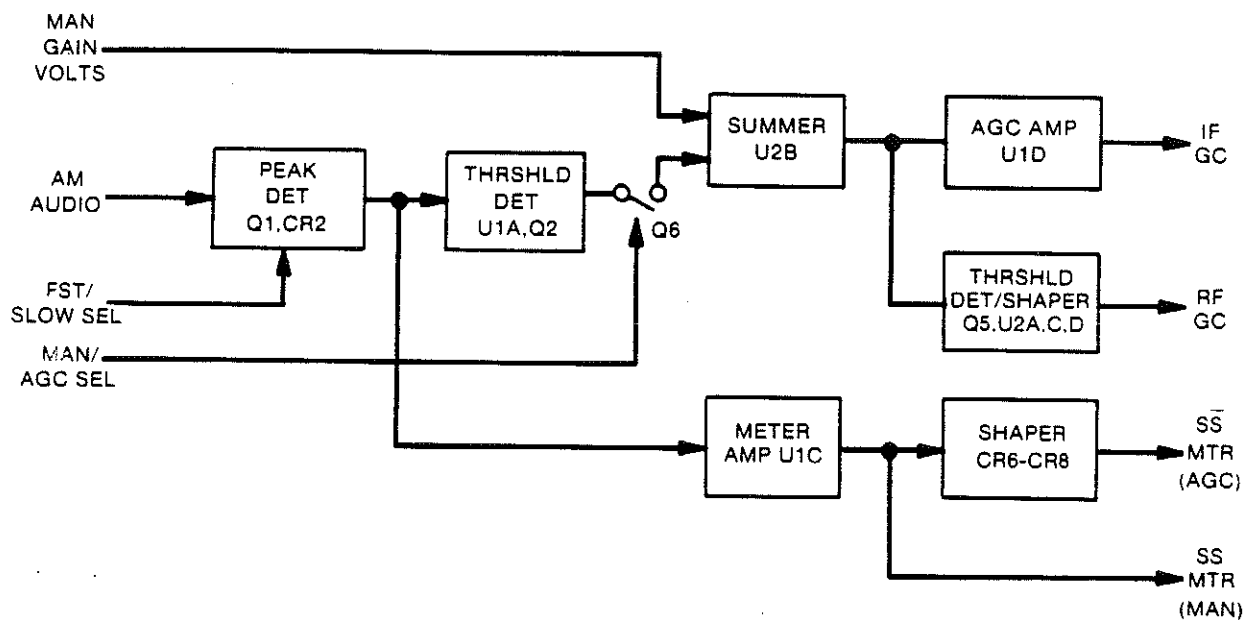 MAN
GAIN
VOLTS
SUMMER
U2B
AGC AMP
U1D
IF
GC
AM
AUDIO
PEAK
DET
Q1,CR2
THRSHLD
DET
U1A,Q2
Q6
FST/
SLOW SEL
THRSHLD
DET/SHAPER
Q5,U2A,C,D
RF
GC
MAN/
AGC SEL
METER
AMP U1C
SHAPER
CR6-CR8
SS̅
MTR
(AGC)
SS
MTR
(MAN)